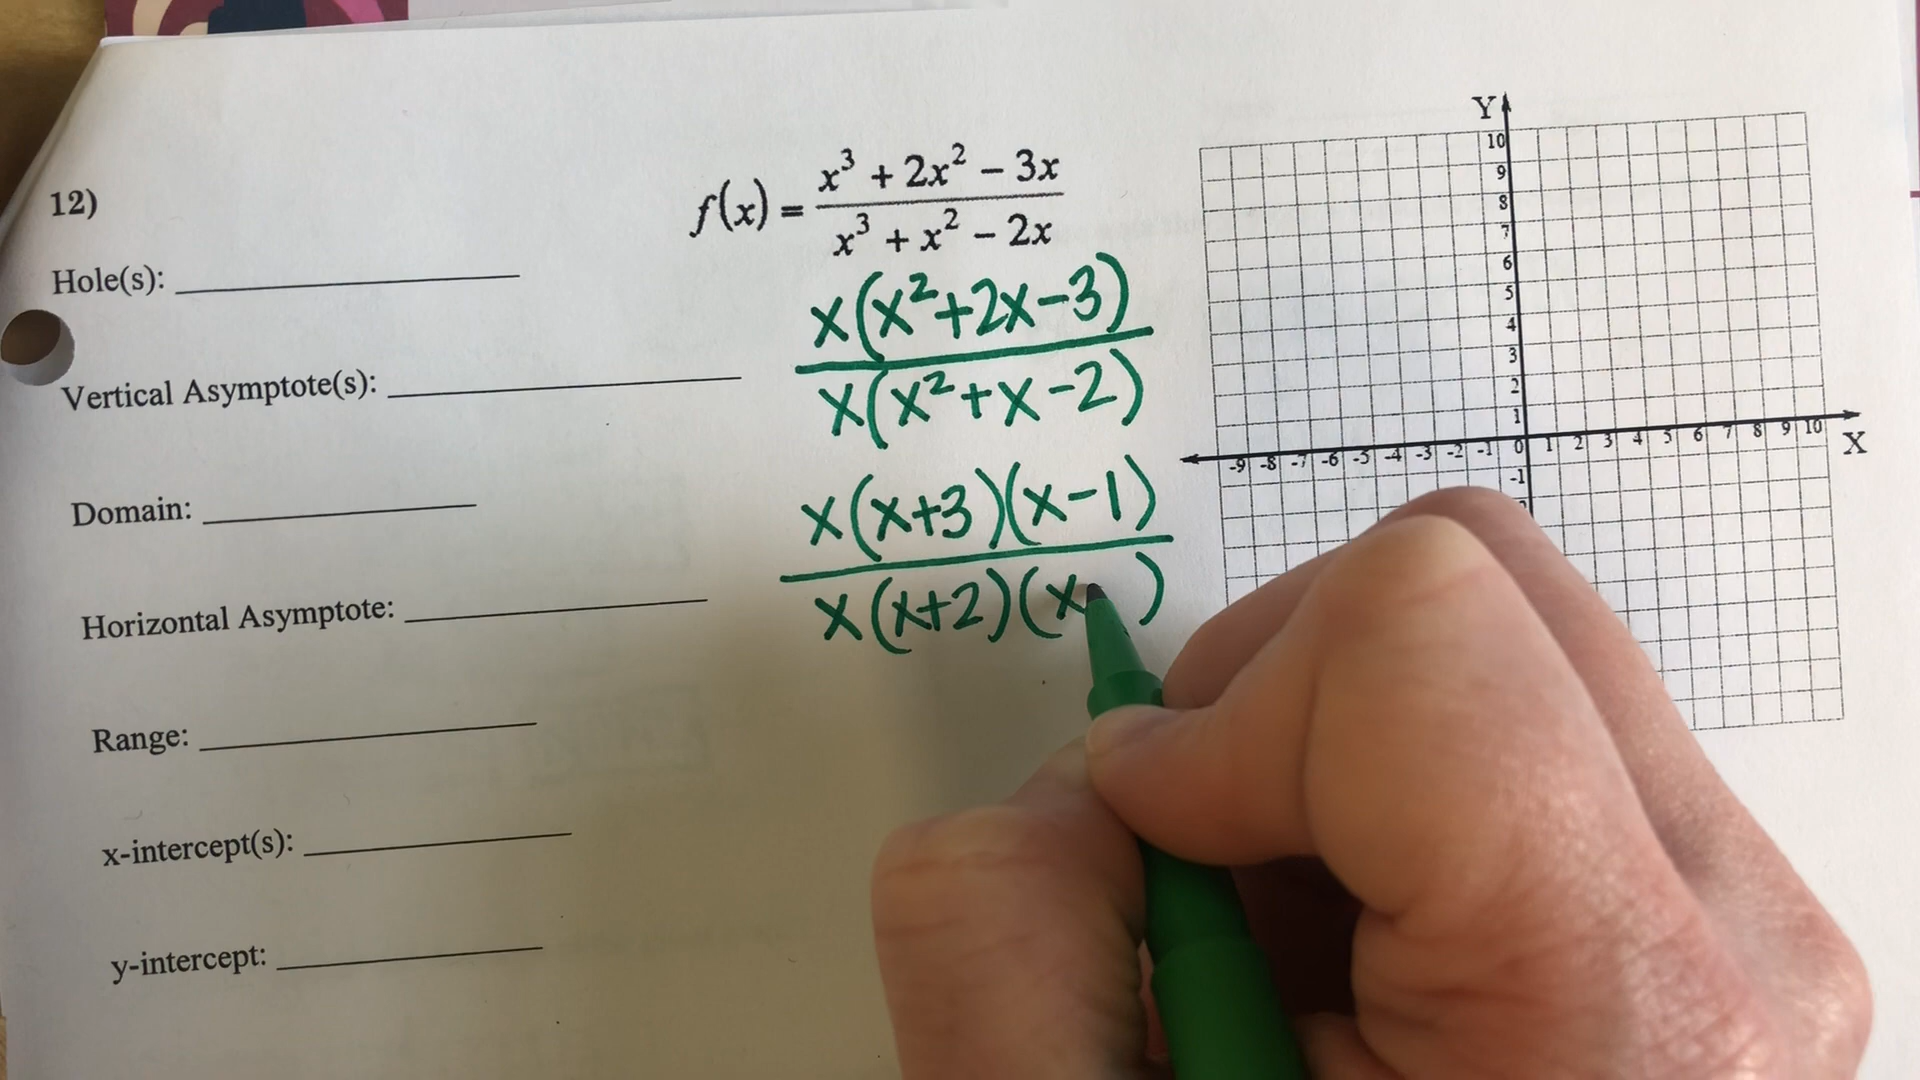 12)
f(x) = (x³ + 2x² − 3x) / (x³ + x² − 2x)
Hole(s):
x(x²+2x−3)
x(x²+x−2)
Vertical Asymptote(s):
x(x+3)(x−1)
Domain:
x(x+2)(x )
Horizontal Asymptote:
Range:
x-intercept(s):
y-intercept:
Y
10
9
8
7
6
5
4
3
2
1
-9 -8 -7 -6 -5 -4 -3 -2 -1 0 1 2 3 4 5 6 7 8 9 10
X
-1